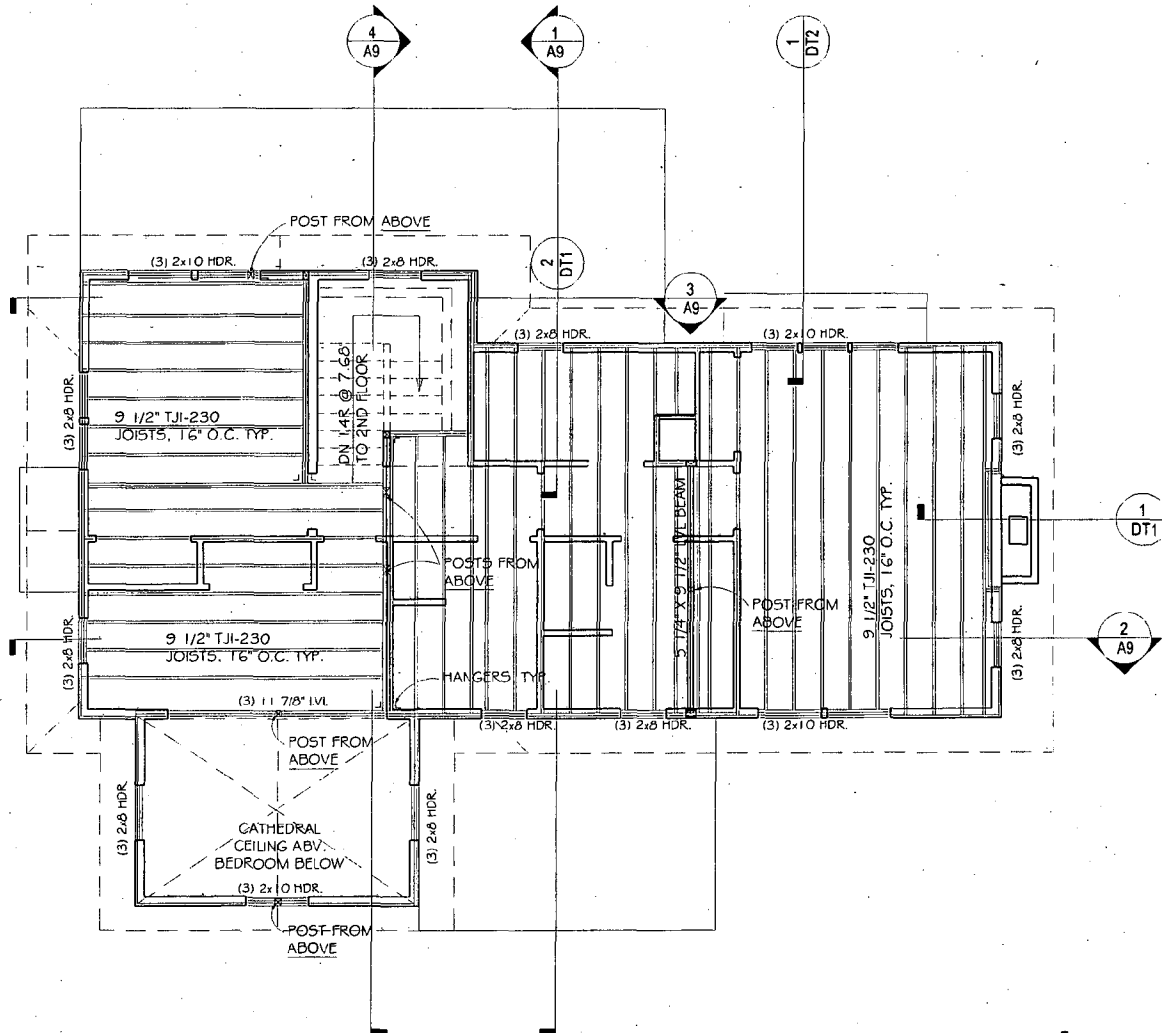 4
A9
1
A9
1
DT2
POST FROM ABOVE
(3) 2x10 HDR.
(3) 2x8 HDR.
2
DT1
3
A9
(3) 2x8 HDR.
(3) 2x10 HDR.
(3) 2x8 HDR.
9 1/2" TJI-230
JOISTS, 16" O.C. TYP.
DN 14R @ 7.68"
TO 2ND FLOOR
(3) 2x8 HDR.
1
DT1
POSTS FROM
ABOVE
5 1/4" X 9 1/2" LVL BEAM
POST FROM
ABOVE
9 1/2" TJI-230
JOISTS, 16" O.C. TYP.
2
A9
(3) 2x8 HDR.
9 1/2" TJI-230
JOISTS, 16" O.C. TYP.
(3) 2x8 HDR.
HANGERS, TYP.
(3) 11 7/8" LVL
(3) 2x8 HDR.
(3) 2x8 HDR.
(3) 2x10 HDR.
POST FROM
ABOVE
(3) 2x8 HDR.
CATHEDRAL
CEILING ABV.
BEDROOM BELOW
(3) 2x8 HDR.
(3) 2x10 HDR.
POST FROM
ABOVE